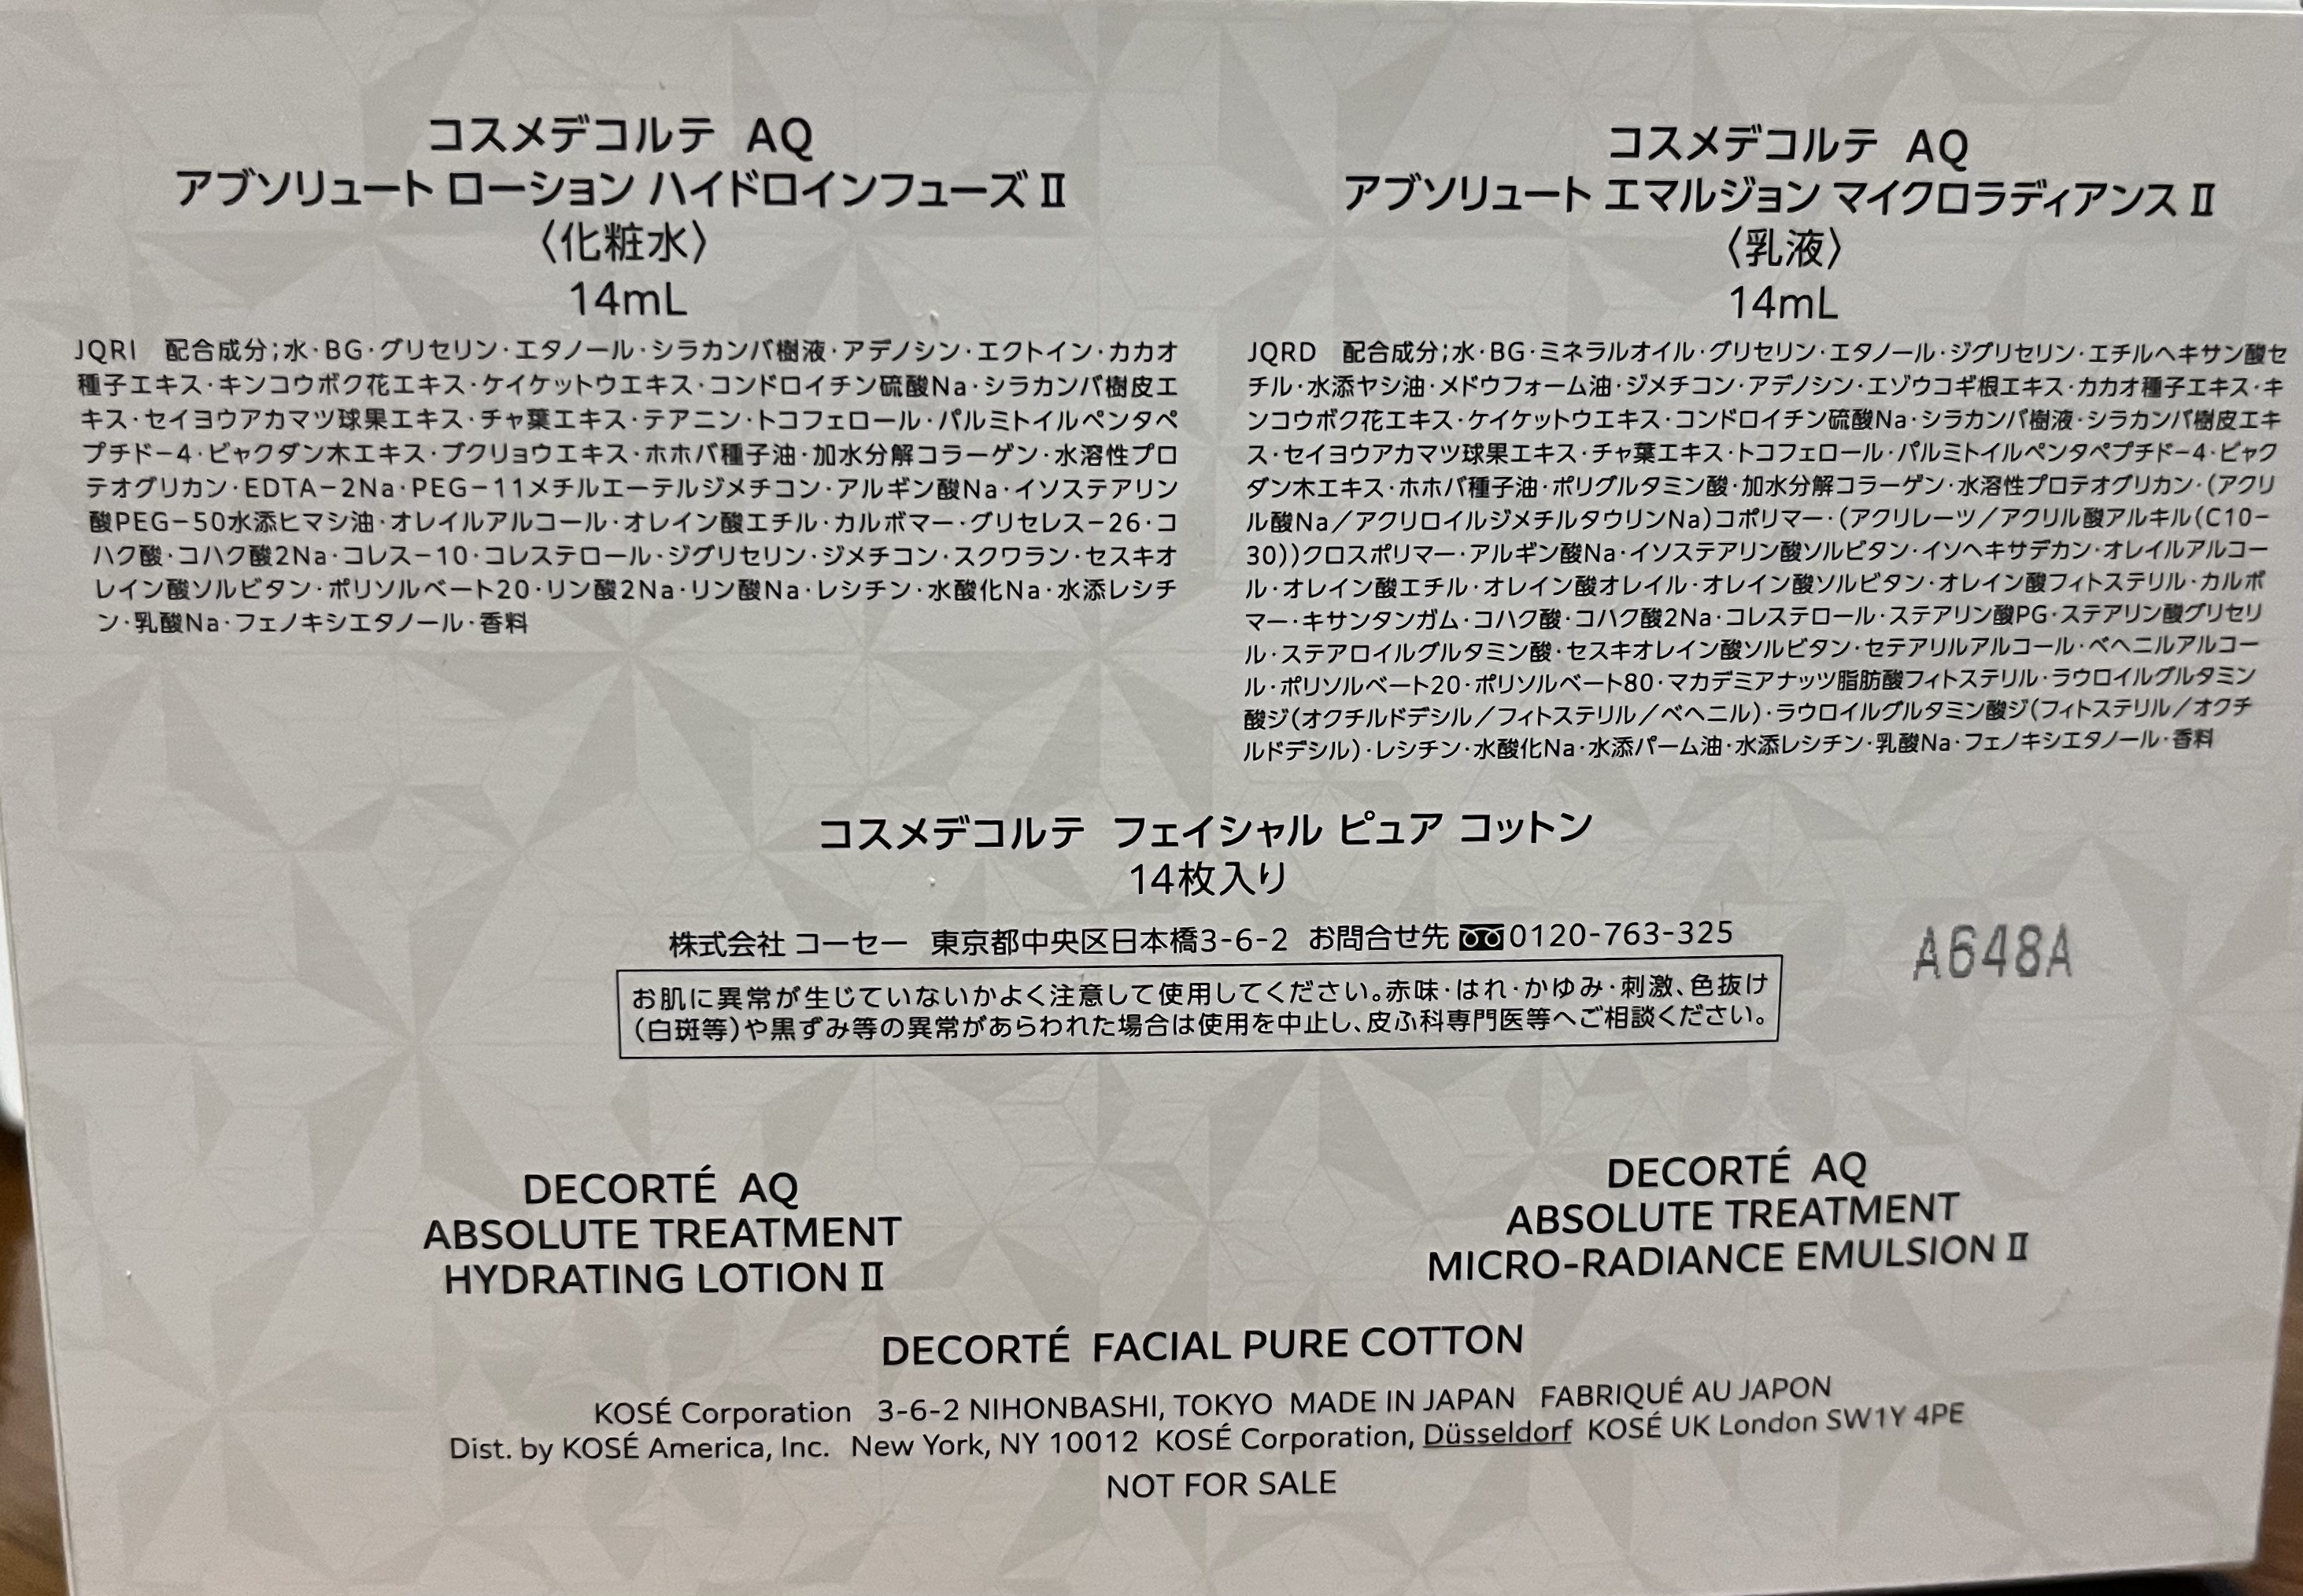 コスメデコルテ AQ
アブソリュート ローション ハイドロインフューズ Ⅱ
〈化粧水〉
14mL
JQRI 配合成分;水・BG・グリセリン・エタノール・シラカンバ樹液・アデノシン・エクトイン・カカオ
種子エキス・キンコウボク花エキス・ケイケットウエキス・コンドロイチン硫酸Na・シラカンバ樹皮エ
キス・セイヨウアカマツ球果エキス・チャ葉エキス・テアニン・トコフェロール・パルミトイルペンタペ
プチド-4・ビャクダン木エキス・ブクリョウエキス・ホホバ種子油・加水分解コラーゲン・水溶性プロ
テオグリカン・EDTA-2Na・PEG-11メチルエーテルジメチコン・アルギン酸Na・イソステアリン
酸PEG-50水添ヒマシ油・オレイルアルコール・オレイン酸エチル・カルボマー・グリセレス-26・コ
ハク酸・コハク酸2Na・コレス-10・コレステロール・ジグリセリン・ジメチコン・スクワラン・セスキオ
レイン酸ソルビタン・ポリソルベート20・リン酸2Na・リン酸Na・レシチン・水酸化Na・水添レシチ
ン・乳酸Na・フェノキシエタノール・香料
コスメデコルテ AQ
アブソリュート エマルジョン マイクロラディアンス Ⅱ
〈乳液〉
14mL
JQRD 配合成分;水・BG・ミネラルオイル・グリセリン・エタノール・ジグリセリン・エチルヘキサン酸セ
チル・水添ヤシ油・メドウフォーム油・ジメチコン・アデノシン・エゾウコギ根エキス・カカオ種子エキス・キ
ンコウボク花エキス・ケイケットウエキス・コンドロイチン硫酸Na・シラカンバ樹液・シラカンバ樹皮エキ
ス・セイヨウアカマツ球果エキス・チャ葉エキス・トコフェロール・パルミトイルペンタペプチド-4・ビャク
ダン木エキス・ホホバ種子油・ポリグルタミン酸・加水分解コラーゲン・水溶性プロテオグリカン・(アクリ
ル酸Na/アクリロイルジメチルタウリンNa)コポリマー・(アクリレーツ/アクリル酸アルキル(C10-
30))クロスポリマー・アルギン酸Na・イソステアリン酸ソルビタン・イソヘキサデカン・オレイルアルコー
ル・オレイン酸エチル・オレイン酸オレイル・オレイン酸ソルビタン・オレイン酸フィトステリル・カルボ
マー・キサンタンガム・コハク酸・コハク酸2Na・コレステロール・ステアリン酸PG・ステアリン酸グリセリ
ル・ステアロイルグルタミン酸・セスキオレイン酸ソルビタン・セテアリルアルコール・ベヘニルアルコー
ル・ポリソルベート20・ポリソルベート80・マカデミアナッツ脂肪酸フィトステリル・ラウロイルグルタミン
酸ジ(オクチルドデシル/フィトステリル/ベヘニル)・ラウロイルグルタミン酸ジ(フィトステリル/オクチ
ルドデシル)・レシチン・水酸化Na・水添パーム油・水添レシチン・乳酸Na・フェノキシエタノール・香料
コスメデコルテ フェイシャル ピュア コットン
14枚入り
株式会社 コーセー 東京都中央区日本橋3-6-2 お問合せ先 0120-763-325
A648A
お肌に異常が生じていないかよく注意して使用してください。赤味・はれ・かゆみ・刺激、色抜け
(白斑等)や黒ずみ等の異常があらわれた場合は使用を中止し、皮ふ科専門医等へご相談ください。
DECORTÉ AQ
ABSOLUTE TREATMENT
HYDRATING LOTION Ⅱ
DECORTÉ AQ
ABSOLUTE TREATMENT
MICRO-RADIANCE EMULSION Ⅱ
DECORTÉ FACIAL PURE COTTON
KOSÉ Corporation 3-6-2 NIHONBASHI, TOKYO MADE IN JAPAN FABRIQUÉ AU JAPON
Dist. by KOSÉ America, Inc. New York, NY 10012 KOSÉ Corporation, Düsseldorf KOSÉ UK London SW1Y 4PE
NOT FOR SALE